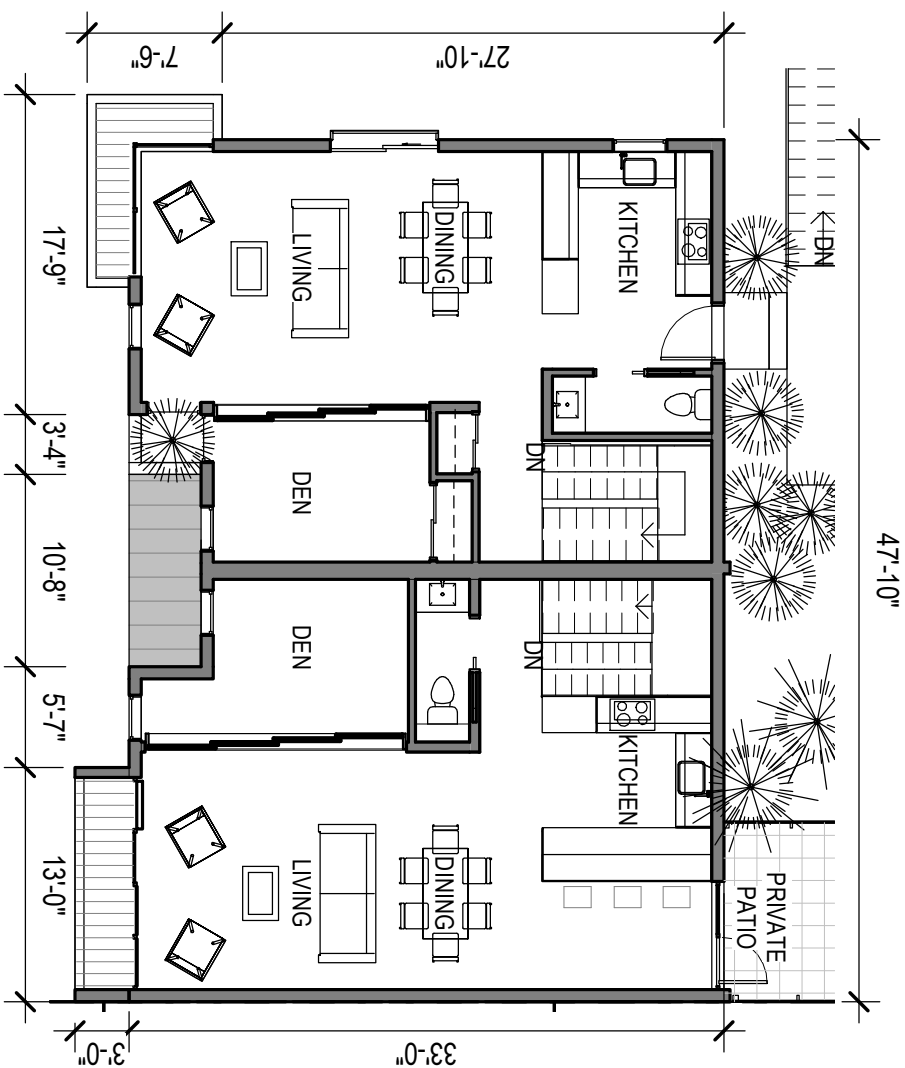 7'-6"
27'-10"
DN
KITCHEN
DINING
LIVING
17'-9"
3'-4"
DN
DEN
10'-8"
47'-10"
DEN
DN
5'-7"
KITCHEN
PRIVATE
PATIO
DINING
LIVING
13'-0"
3'-0"
33'-0"